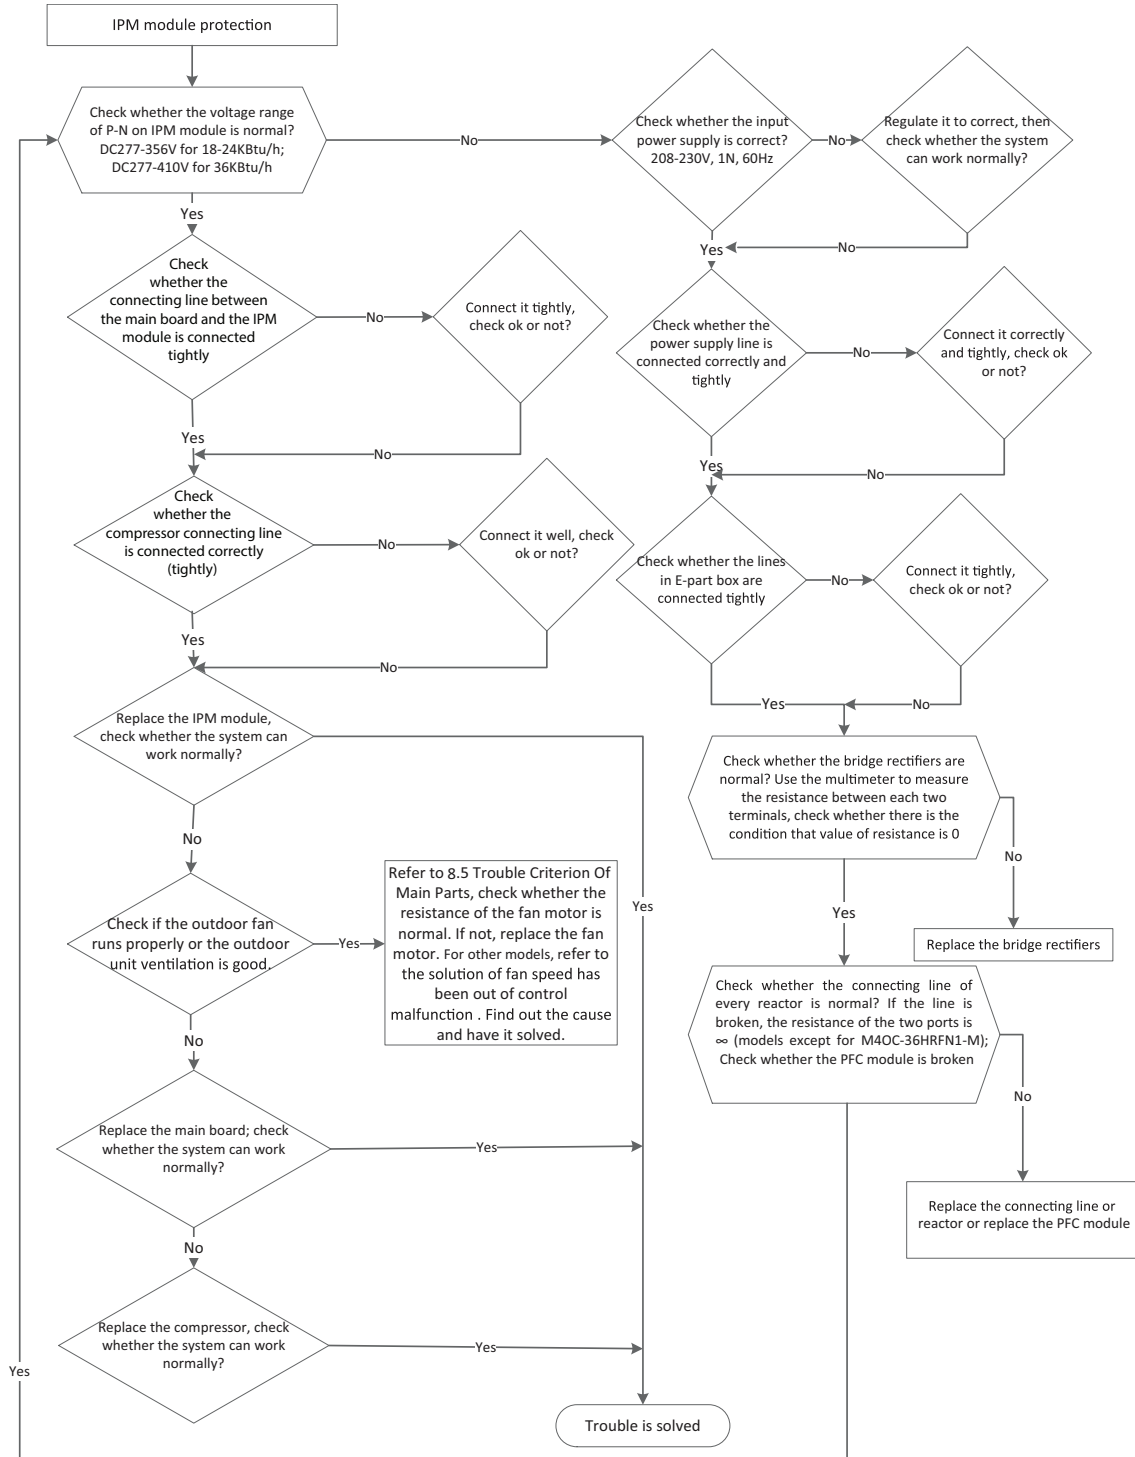 IPM module protection
Check whether the voltage range
of P-N on IPM module is normal?
DC277-356V for 18-24KBtu/h;
DC277-410V for 36KBtu/h
No
Check whether the input
power supply is correct?
208-230V, 1N, 60Hz
No
Regulate it to correct, then
check whether the system
can work normally?
Yes
Yes
No
Check
whether the
connecting line between
the main board and the IPM
module is connected
tightly
No
Connect it tightly,
check ok or not?
Check whether the
power supply line is
connected correctly and
tightly
No
Connect it correctly
and tightly, check ok
or not?
Yes
No
Yes
No
Check
whether the
compressor connecting line
is connected correctly
(tightly)
No
Connect it well, check
ok or not?
Check whether the lines
in E-part box are
connected tightly
No
Connect it tightly,
check ok or not?
Yes
No
Yes
No
Replace the IPM module,
check whether the system can
work normally?
Check whether the bridge rectifiers are
normal? Use the multimeter to measure
the resistance between each two
terminals, check whether there is the
condition that value of resistance is 0
No
No
Check if the outdoor fan
runs properly or the outdoor
unit ventilation is good.
Yes
Refer to 8.5 Trouble Criterion Of
Main Parts, check whether the
resistance of the fan motor is
normal. If not, replace the fan
motor. For other models, refer to
the solution of fan speed has
been out of control
malfunction . Find out the cause
and have it solved.
Yes
Yes
Replace the bridge rectifiers
Check whether the connecting line of
every reactor is normal? If the line is
broken, the resistance of the two ports is
∞ (models except for M4OC-36HRFN1-M);
Check whether the PFC module is broken
No
No
Replace the main board; check
whether the system can work
normally?
Yes
Replace the connecting line or
reactor or replace the PFC module
No
Replace the compressor, check
whether the system can work
normally?
Yes
Yes
Trouble is solved